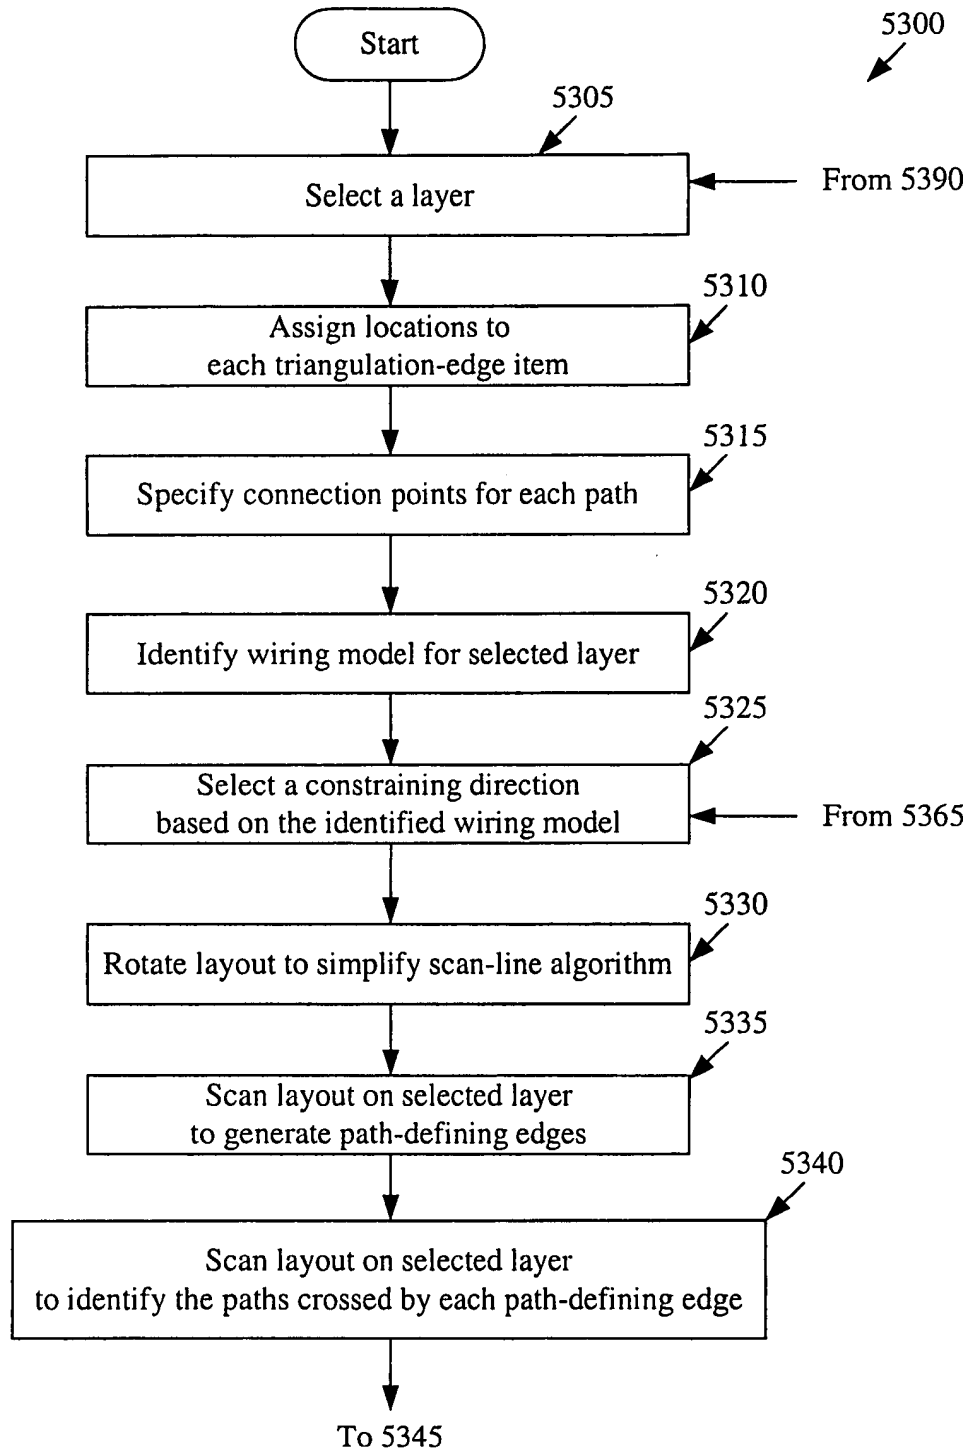 5300
Start
5305
Select a layer
From 5390
5310
Assign locations to
each triangulation-edge item
5315
Specify connection points for each path
5320
Identify wiring model for selected layer
5325
Select a constraining direction
based on the identified wiring model
From 5365
5330
Rotate layout to simplify scan-line algorithm
5335
Scan layout on selected layer
to generate path-defining edges
5340
Scan layout on selected layer
to identify the paths crossed by each path-defining edge
To 5345